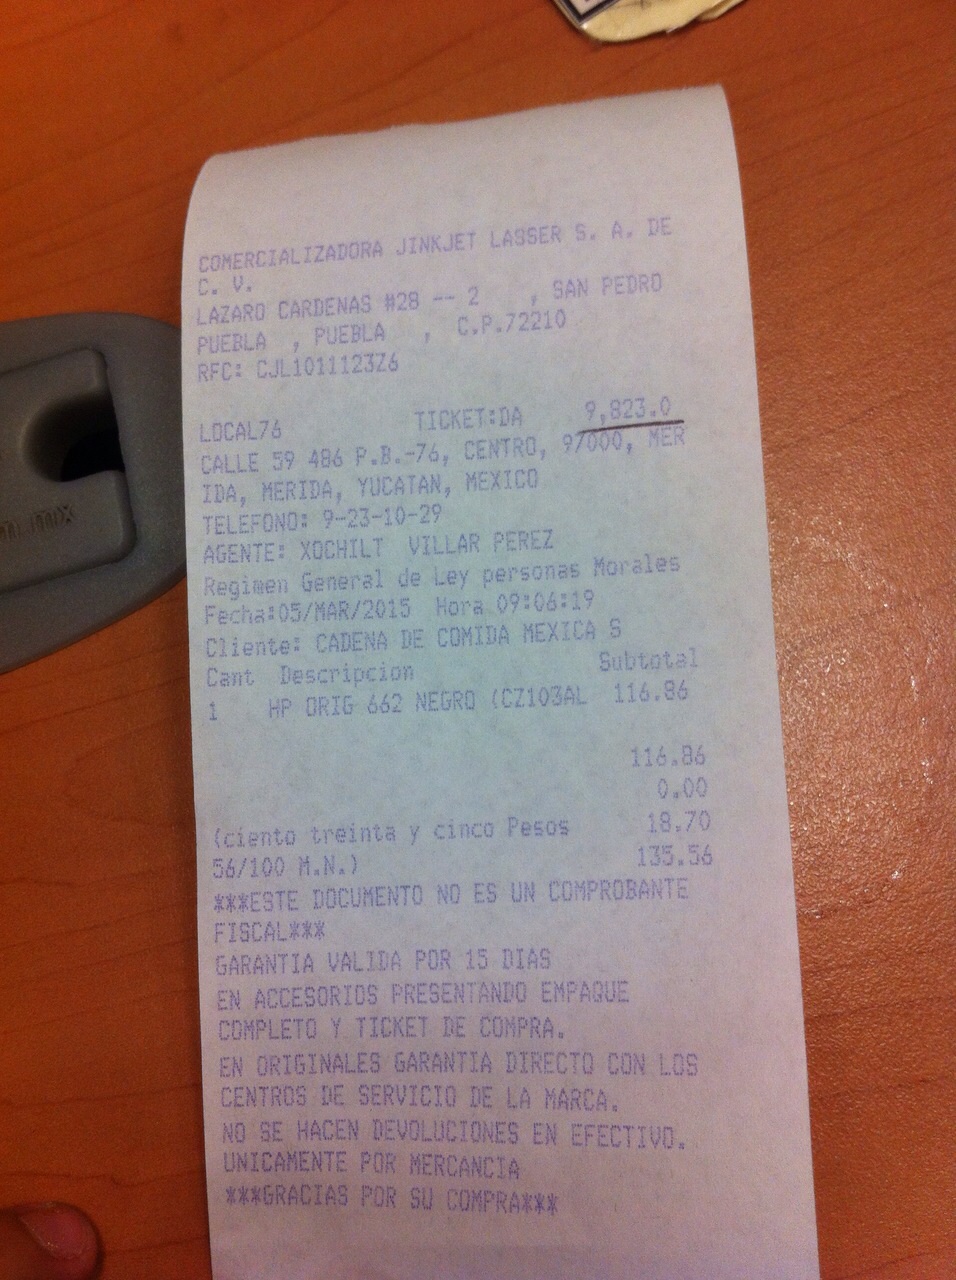 COMERCIALIZADORA JINKJET LASSER S. A. DE
C. V.
LAZARO CARDENAS #28 -- 2 , SAN PEDRO
PUEBLA , PUEBLA , C.P.72210
RFC: CJL1011123Z6
LOCAL76 TICKET:DA 9,823.0
CALLE 59 486 P.B.-76, CENTRO, 97000, MER
IDA, MERIDA, YUCATAN, MEXICO
TELEFONO: 9-23-10-29
AGENTE: XOCHILT VILLAR PEREZ
Regimen General de Ley personas Morales
Fecha:05/MAR/2015 Hora 09:06:19
Cliente: CADENA DE COMIDA MEXICA S
Cant Descripcion Subtotal
1 HP ORIG 662 NEGRO (CZ103AL 116.86
116.86
0.00
(ciento treinta y cinco Pesos 18.70
56/100 M.N.) 135.56
***ESTE DOCUMENTO NO ES UN COMPROBANTE
FISCAL***
GARANTIA VALIDA POR 15 DIAS
EN ACCESORIOS PRESENTANDO EMPAQUE
COMPLETO Y TICKET DE COMPRA.
EN ORIGINALES GARANTIA DIRECTO CON LOS
CENTROS DE SERVICIO DE LA MARCA.
NO SE HACEN DEVOLUCIONES EN EFECTIVO.
UNICAMENTE POR MERCANCIA
***GRACIAS POR SU COMPRA***